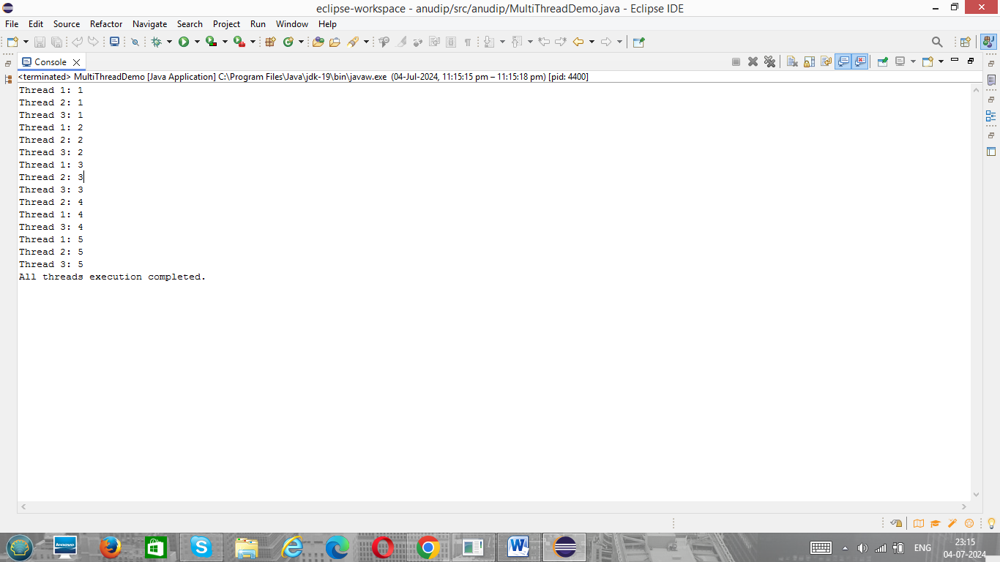 eclipse-workspace - anudip/src/anudip/MultiThreadDemo.java - Eclipse IDE
File Edit Source Refactor Navigate Search Project Run Window Help
Console
<terminated> MultiThreadDemo [Java Application] C:\Program Files\Java\jdk-19\bin\javaw.exe (04-Jul-2024, 11:15:15 pm – 11:15:18 pm) [pid: 4400]
Thread 1: 1
Thread 2: 1
Thread 3: 1
Thread 1: 2
Thread 2: 2
Thread 3: 2
Thread 1: 3
Thread 2: 3
Thread 3: 3
Thread 2: 4
Thread 1: 4
Thread 3: 4
Thread 1: 5
Thread 2: 5
Thread 3: 5
All threads execution completed.
lenovo
ENG
23:15
04-07-2024